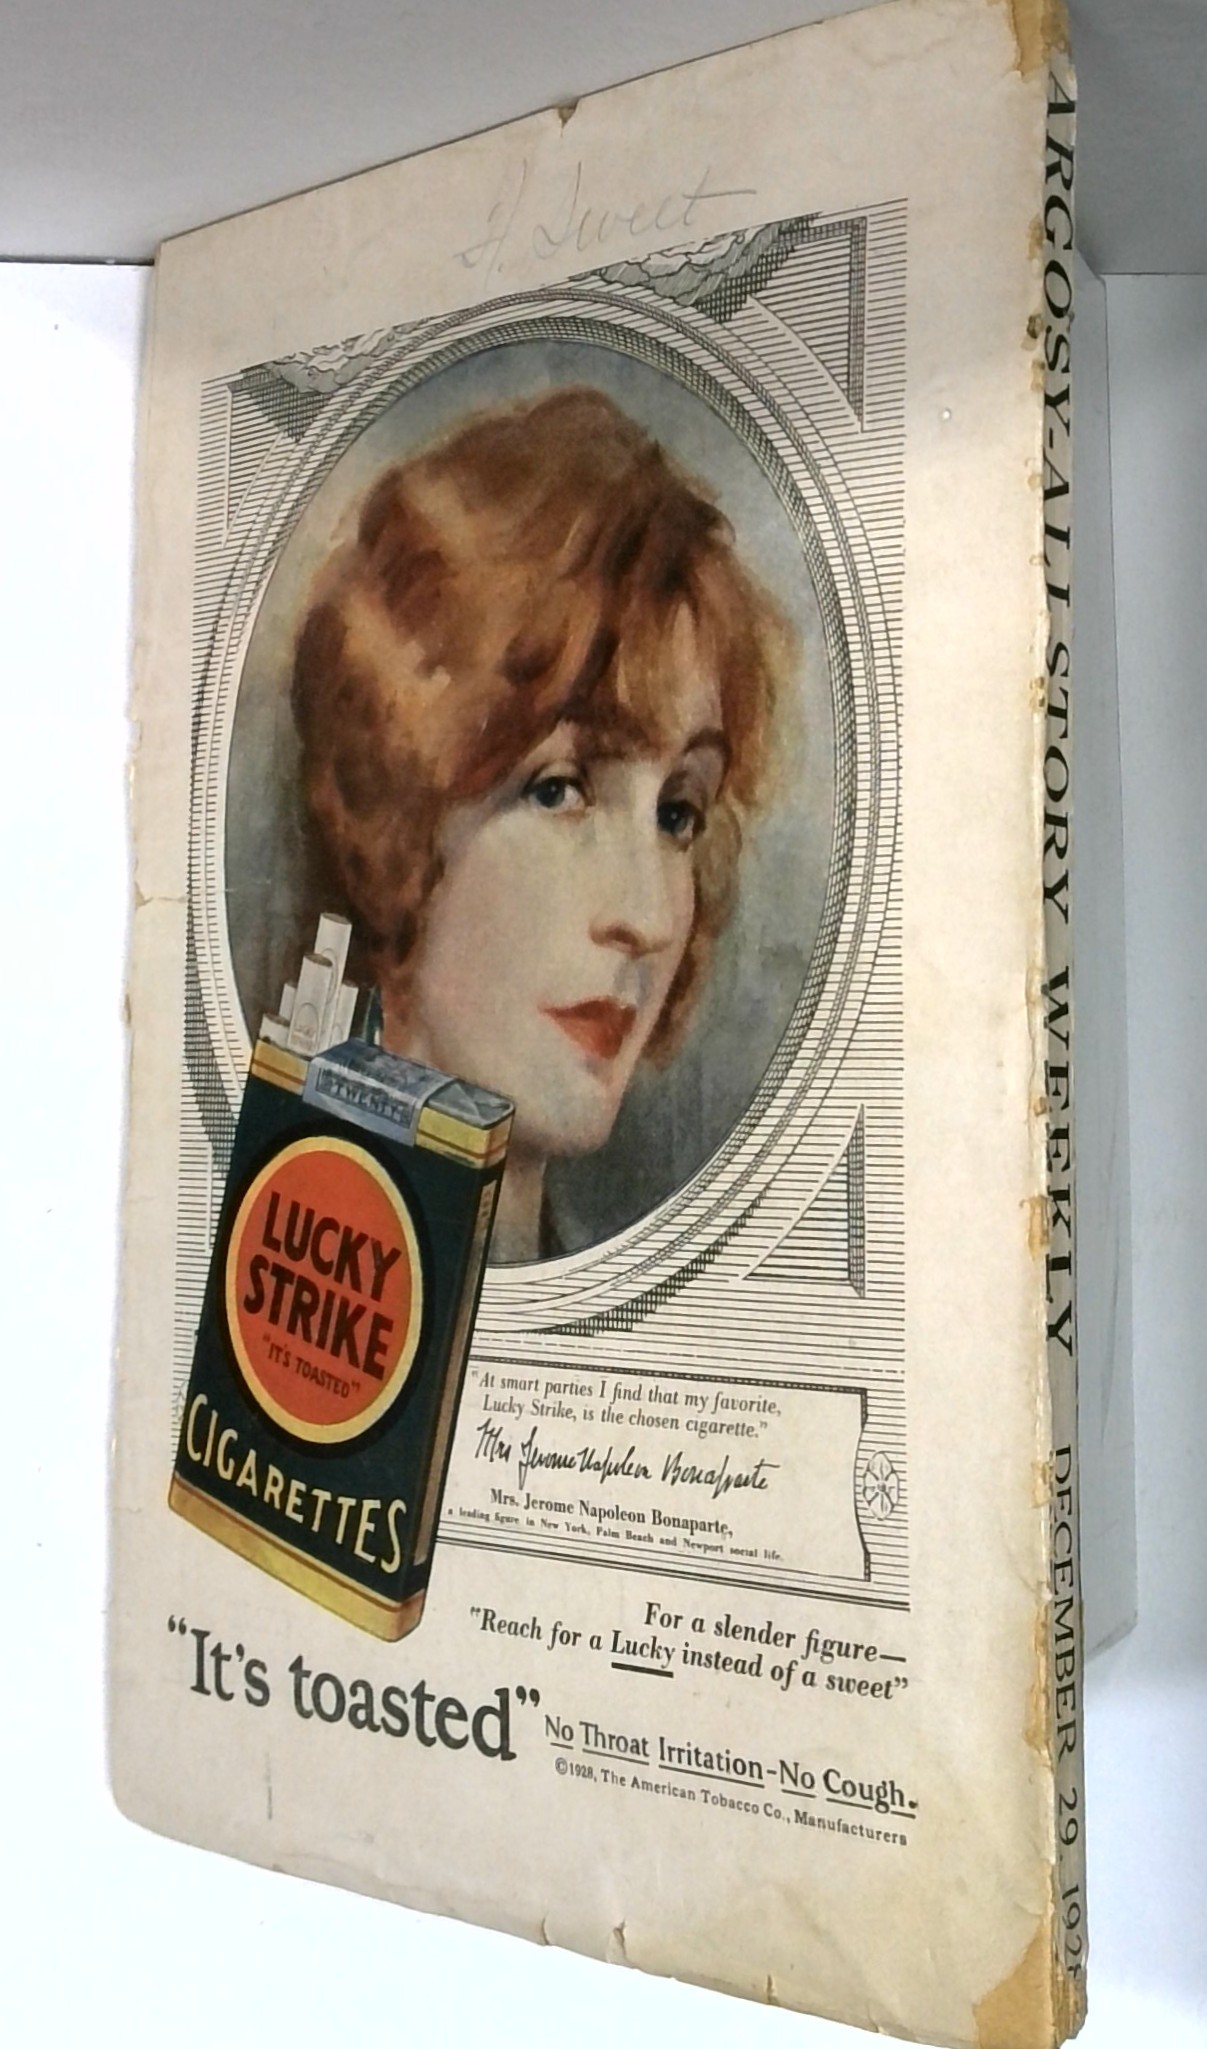 H. Sweet
TWENTY
LUCKY
STRIKE
"IT'S TOASTED"
CIGARETTES
"At smart parties I find that my favorite,
Lucky Strike, is the chosen cigarette."
Mrs Jerome Napoleon Bonaparte
Mrs. Jerome Napoleon Bonaparte,
a leading figure in New York, Palm Beach and Newport social life.
For a slender figure—
"Reach for a Lucky instead of a sweet"
"It's toasted"
No Throat Irritation-No Cough.
©1928, The American Tobacco Co., Manufacturers
ARGOSY-ALL STORY WEEKLY DECEMBER 29, 1928